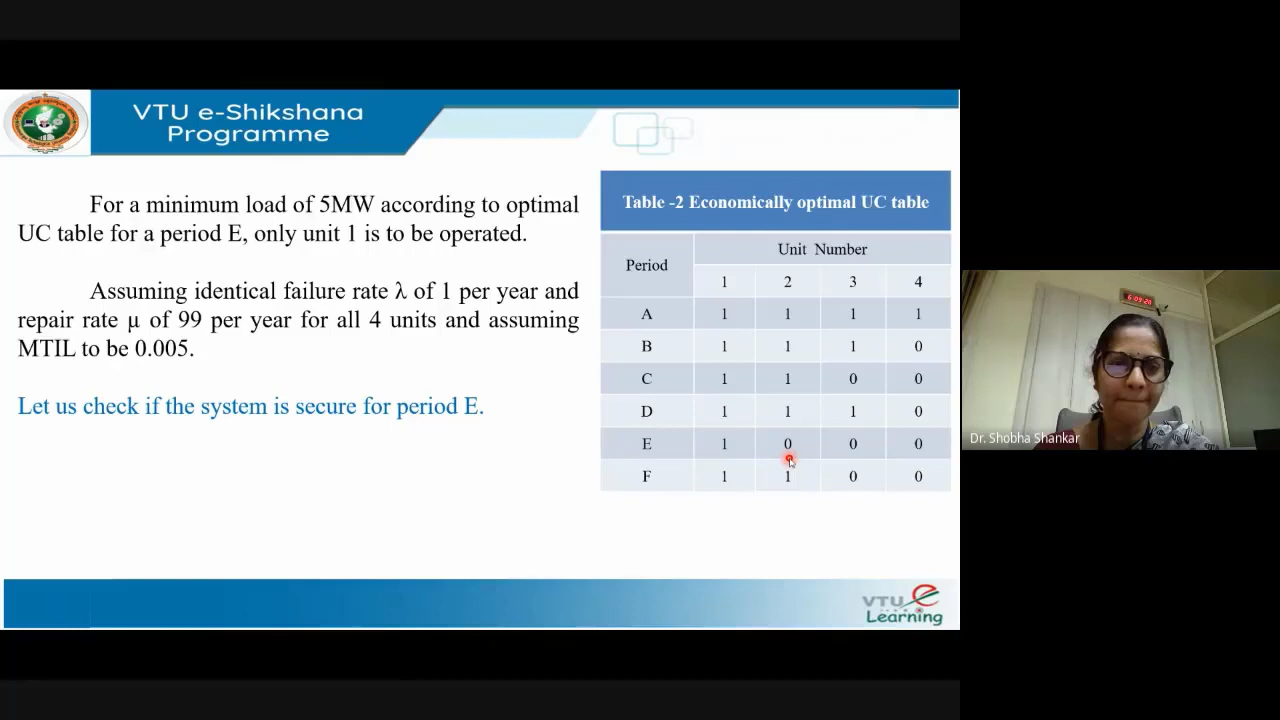 VTU e-Shikshana
Programme
For a minimum load of 5MW according to optimal
UC table for a period E, only unit 1 is to be operated.
Assuming identical failure rate λ of 1 per year and
repair rate μ of 99 per year for all 4 units and assuming
MTIL to be 0.005.
Let us check if the system is secure for period E.
Table -2 Economically optimal UC table
Period Unit Number
1 2 3 4
A 1 1 1 1
B 1 1 1 0
C 1 1 0 0
D 1 1 1 0
E 1 0 0 0
F 1 1 0 0
VTU e
Learning
6:09:28
Dr. Shobha Shankar